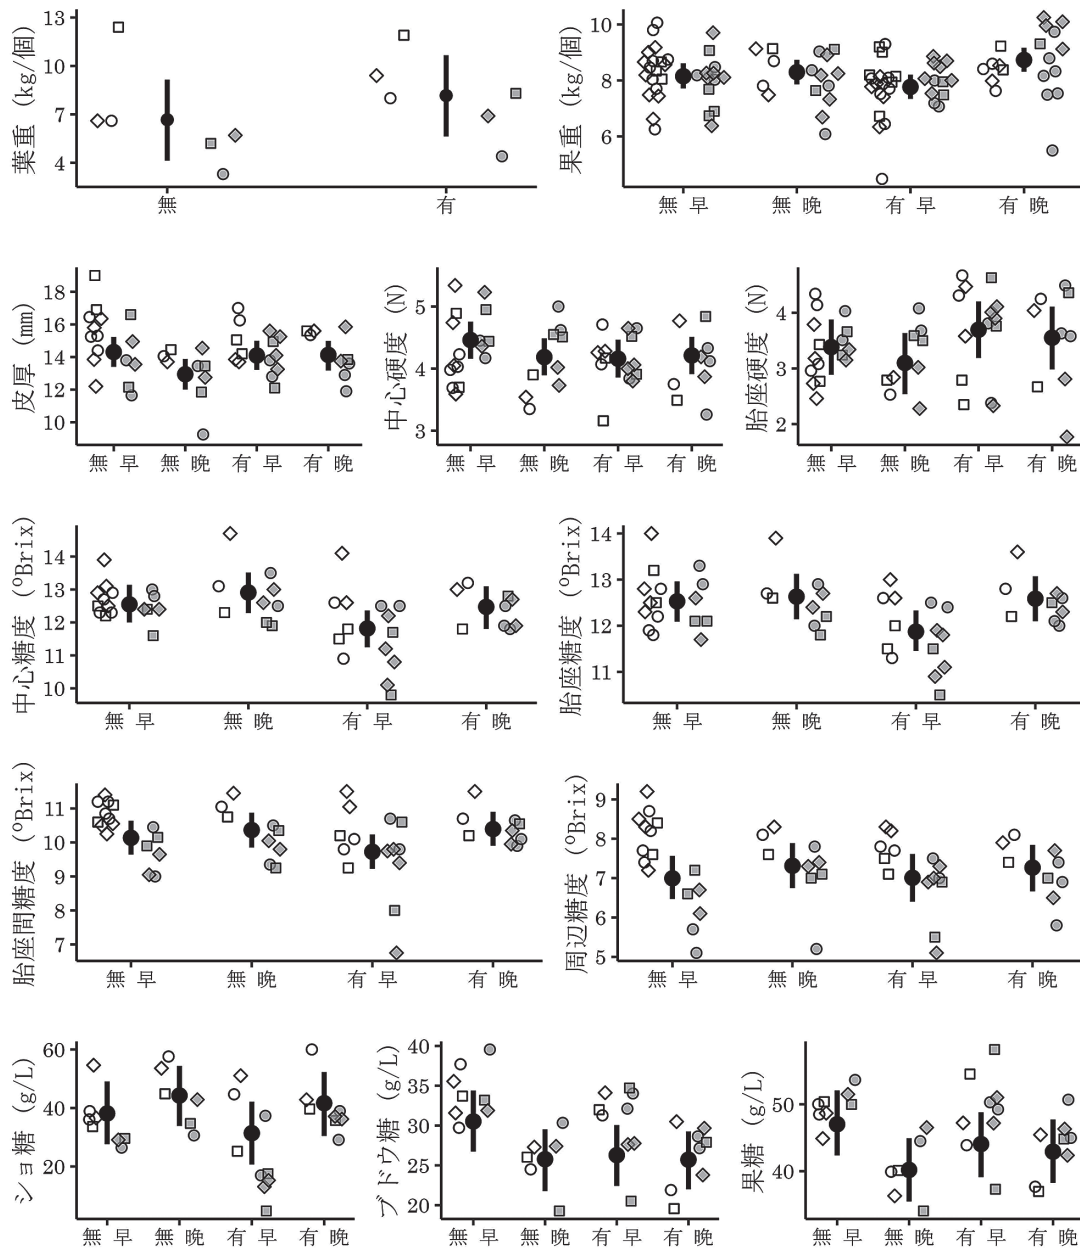 葉重 (kg/個)
13
10
7
4
無
有
果重 (kg/個)
10
8
6
無 早
無 晩
有 早
有 晩
皮厚 (mm)
18
16
14
12
10
無 早
無 晩
有 早
有 晩
中心硬度 (N)
5
4
3
無 早
無 晩
有 早
有 晩
胎座硬度 (N)
4
3
2
無 早
無 晩
有 早
有 晩
中心糖度 (ºBrix)
14
13
12
11
10
無 早
無 晩
有 早
有 晩
胎座糖度 (ºBrix)
14
13
12
11
無 早
無 晩
有 早
有 晩
胎座間糖度 (ºBrix)
11
10
9
8
7
無 早
無 晩
有 早
有 晩
周辺糖度 (ºBrix)
9
8
7
6
5
無 早
無 晩
有 早
有 晩
ショ糖 (g/L)
60
40
20
無 早
無 晩
有 早
有 晩
ブドウ糖 (g/L)
40
35
30
25
20
無 早
無 晩
有 早
有 晩
果糖 (g/L)
50
40
無 早
無 晩
有 早
有 晩